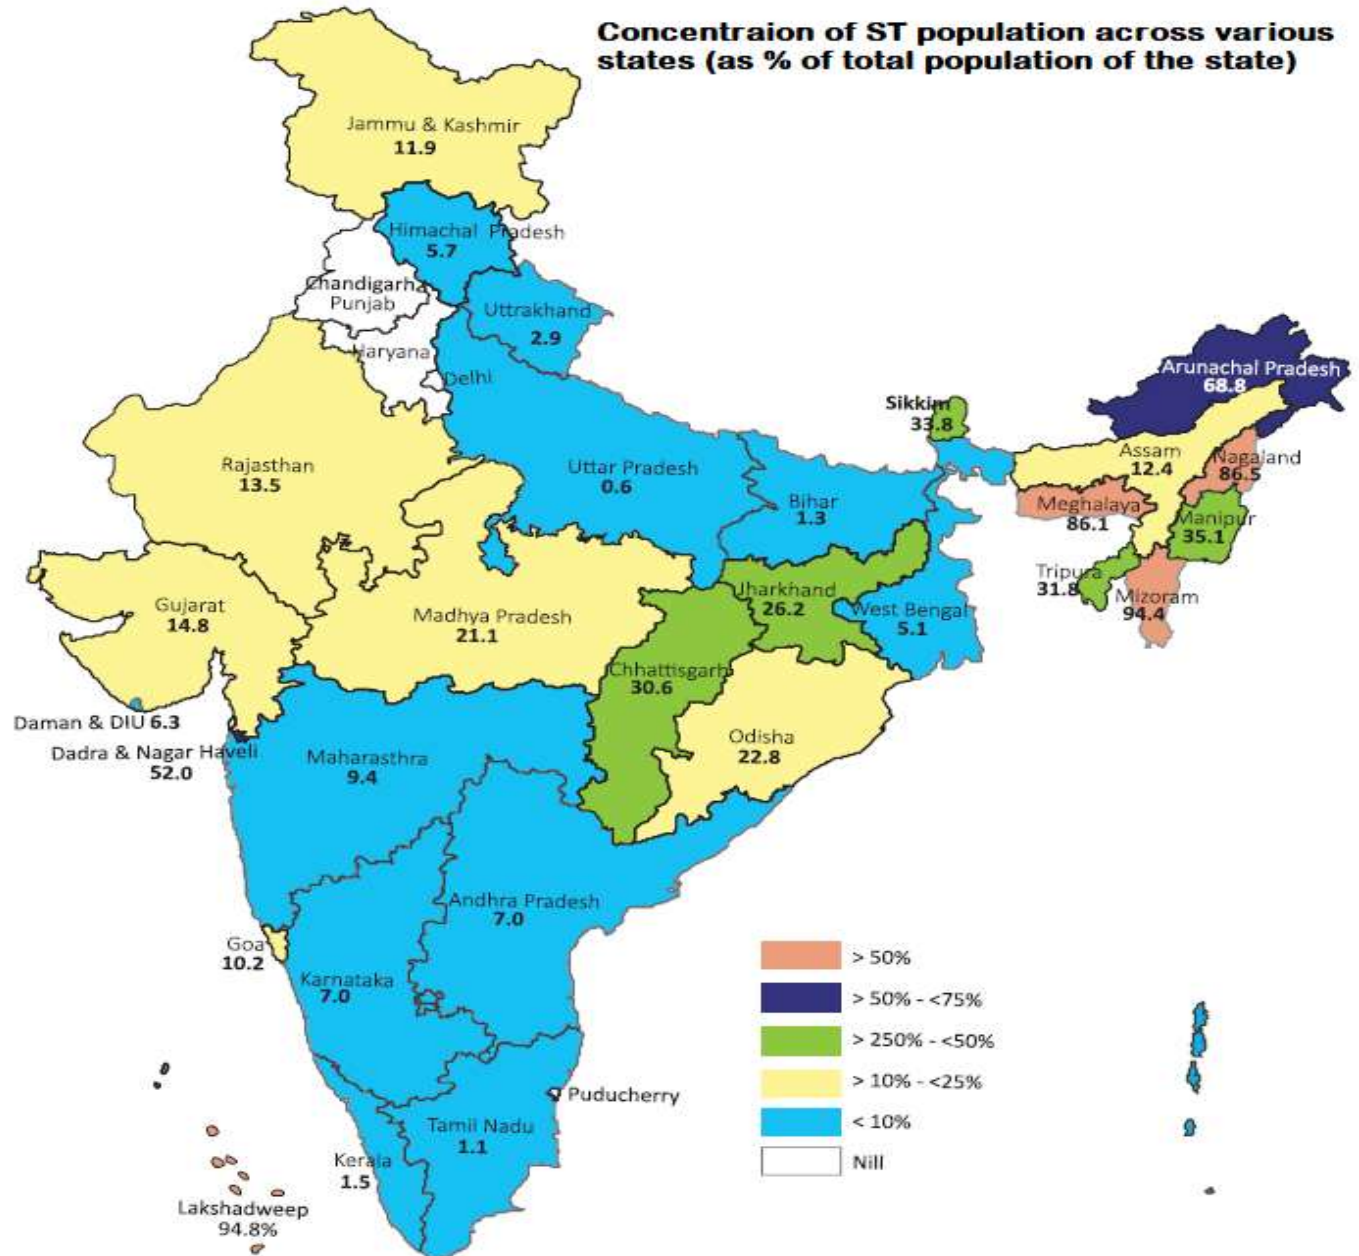 Concentraion of ST population across various
states (as % of total population of the state)
Jammu & Kashmir
11.9
Himachal Pradesh
5.7
Chandigarh
Punjab
Uttrakhand
2.9
Haryana
Delhi
Arunachal Pradesh
68.8
Sikkim
33.8
Rajasthan
13.5
Uttar Pradesh
0.6
Bihar
1.3
Assam
12.4
Nagaland
86.5
Meghalaya
86.1
Manipur
35.1
Tripura
31.8
Mizoram
94.4
Gujarat
14.8
Madhya Pradesh
21.1
Jharkhand
26.2
West Bengal
5.1
Chhattisgarh
30.6
Daman & DIU 6.3
Dadra & Nagar Haveli
52.0
Maharasthra
9.4
Odisha
22.8
Andhra Pradesh
7.0
Goa
10.2
Karnataka
7.0
> 50%
> 50% - <75%
> 250% - <50%
> 10% - <25%
< 10%
Nill
Puducherry
Tamil Nadu
1.1
Kerala
1.5
Lakshadweep
94.8%